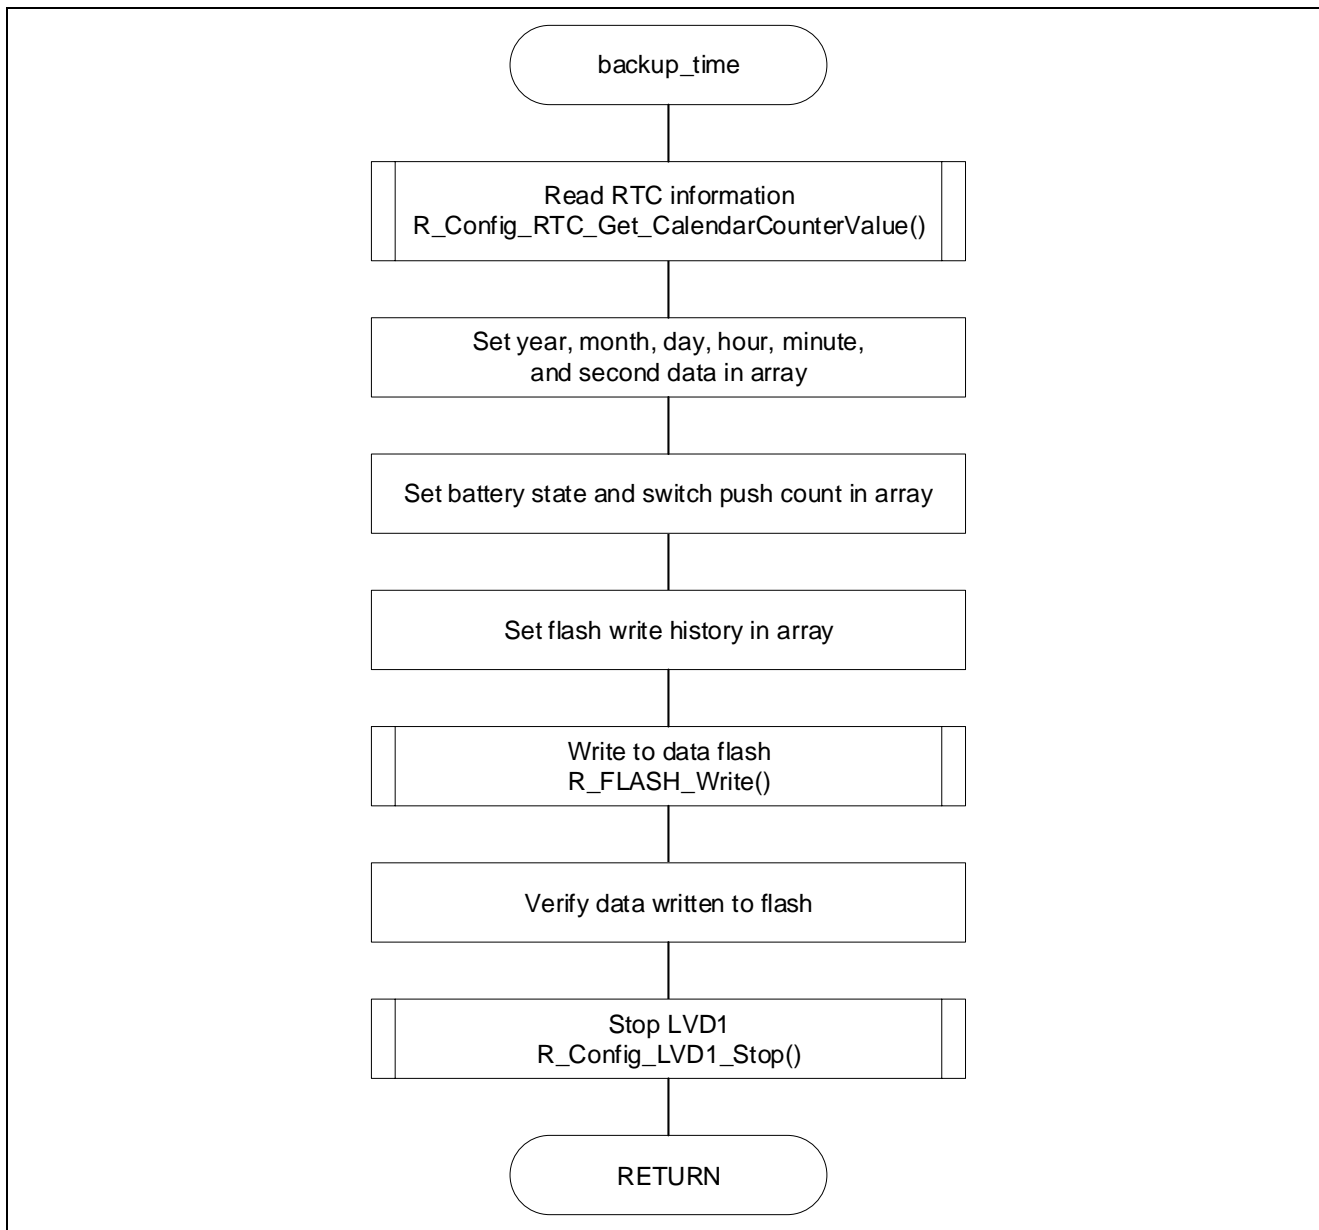 backup_time
Read RTC information
R_Config_RTC_Get_CalendarCounterValue()
Set year, month, day, hour, minute,
and second data in array
Set battery state and switch push count in array
Set flash write history in array
Write to data flash
R_FLASH_Write()
Verify data written to flash
Stop LVD1
R_Config_LVD1_Stop()
RETURN